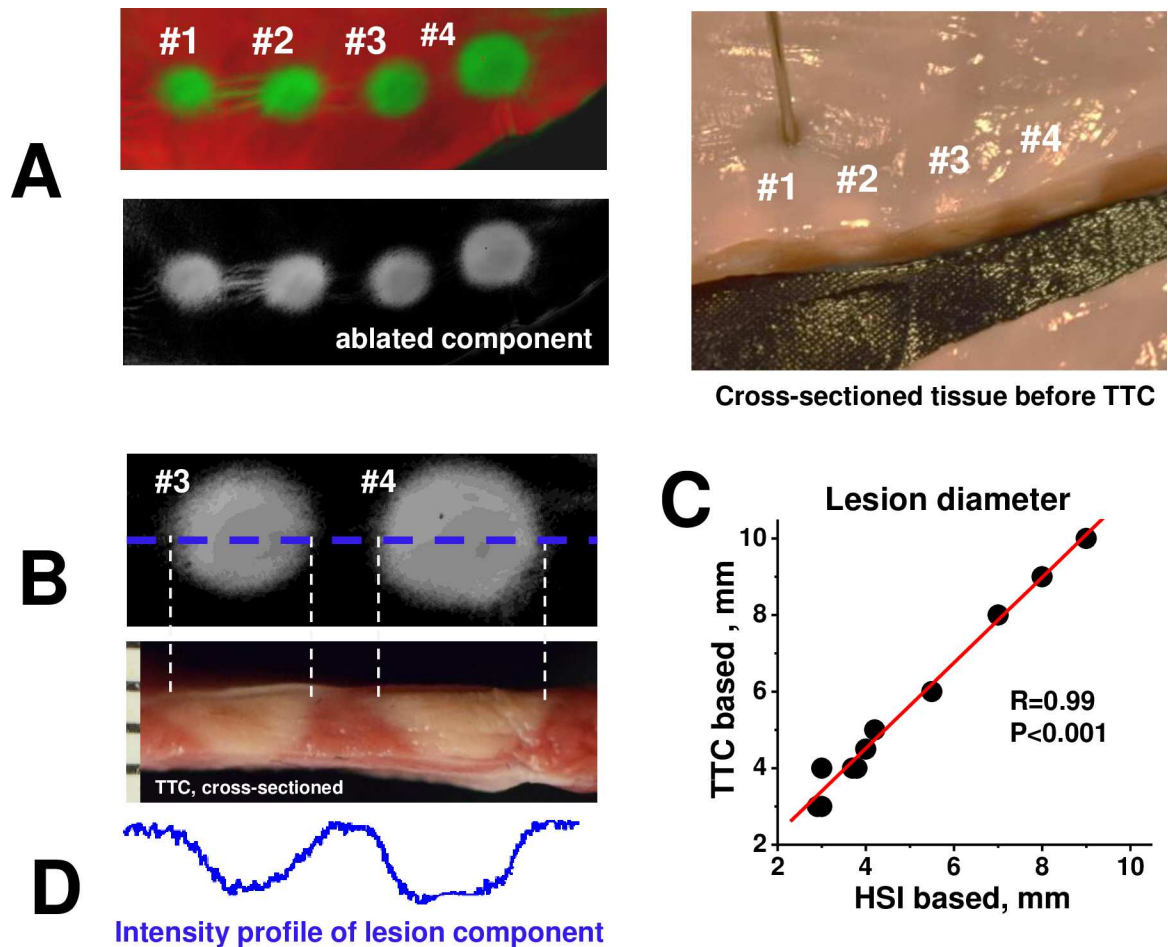 A
#1
#2
#3
#4
ablated component
#1
#2
#3
#4
Cross-sectioned tissue before TTC
B
#3
#4
TTC, cross-sectioned
C
Lesion diameter
TTC based , mm
10
8
6
4
2
R=0.99
P<0.001
2
4
6
8
10
HSI based, mm
D
Intensity profile of lesion component